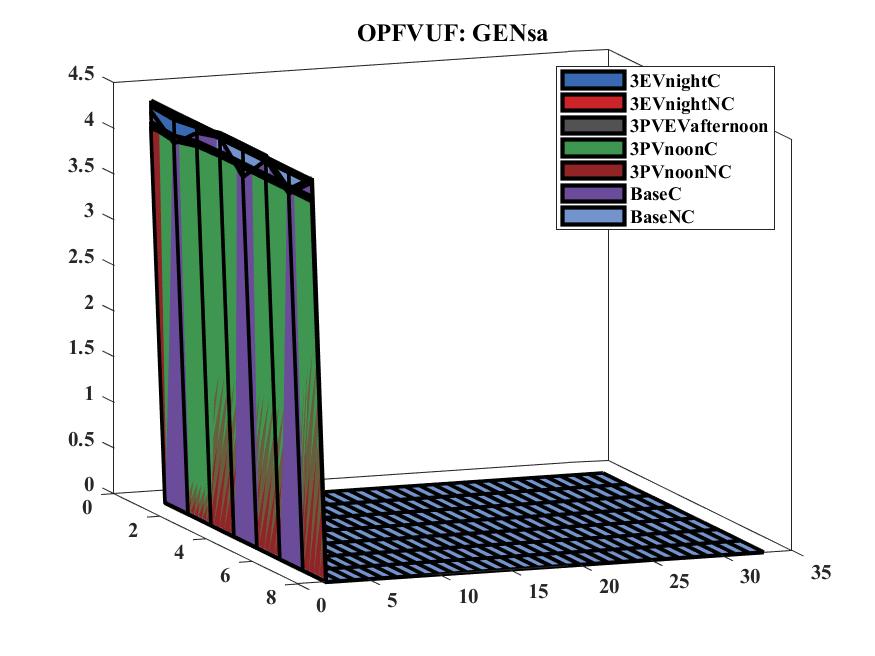 OPFVUF: GENsa
3EVnightC
3EVnightNC
3PVEVafternoon
3PVnoonC
3PVnoonNC
BaseC
BaseNC
4.5
4
3.5
3
2.5
2
1.5
1
0.5
0
0
2
4
6
8
0
5
10
15
20
25
30
35